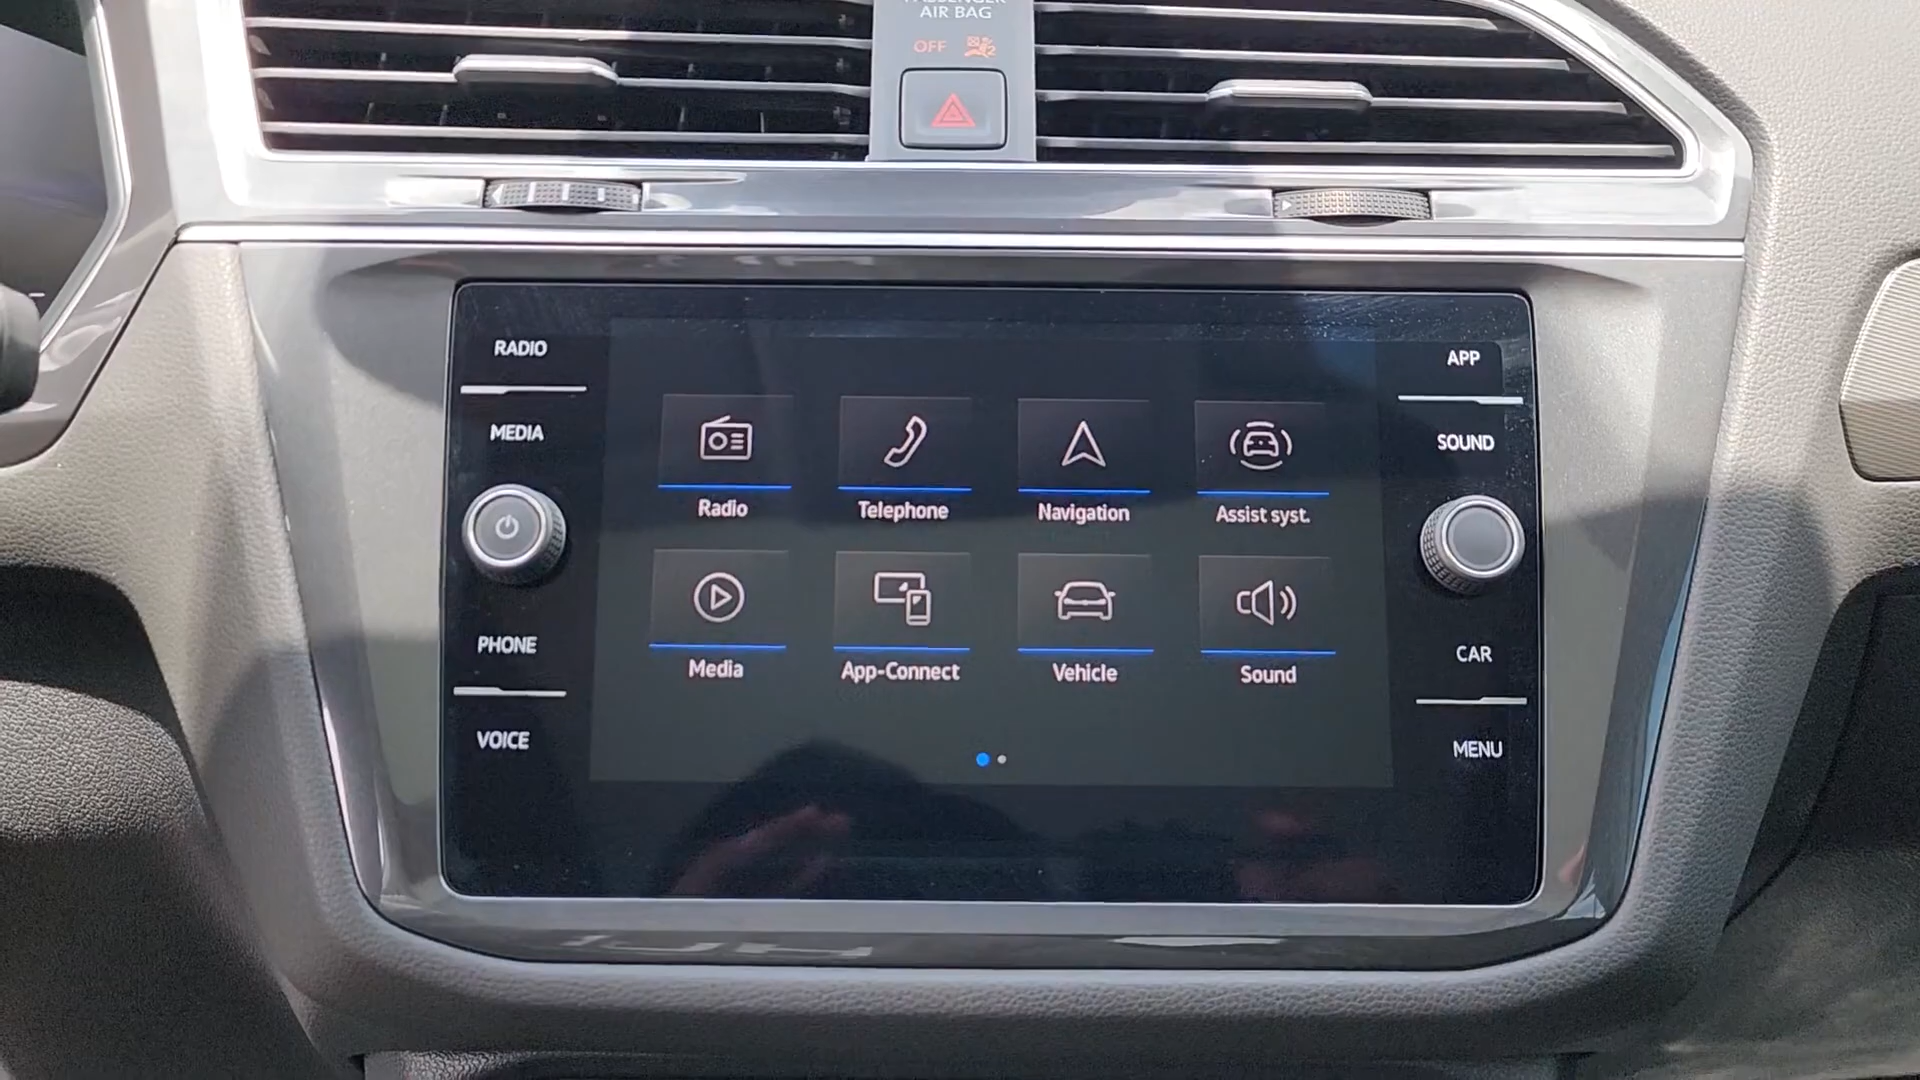 PASSENGER
AIR BAG
OFF
RADIO
MEDIA
PHONE
VOICE
Radio
Telephone
Navigation
Assist syst.
Media
App-Connect
Vehicle
Sound
APP
SOUND
CAR
MENU